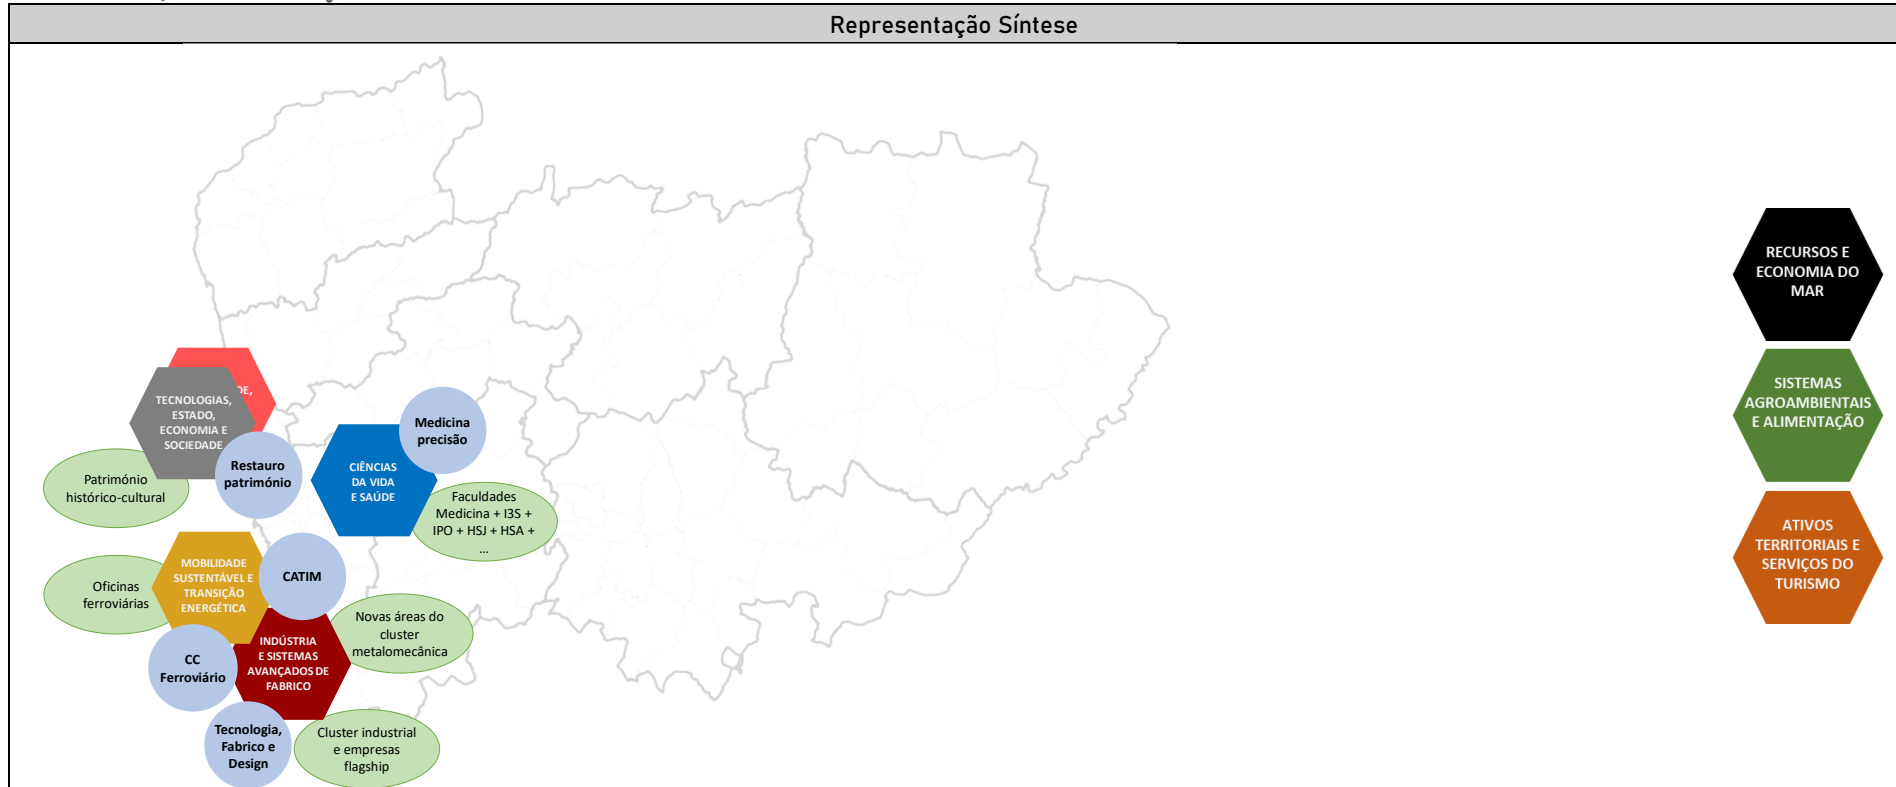 Representação Síntese
RECURSOS E
ECONOMIA DO
MAR
SISTEMAS
AGROAMBIENTAIS
E ALIMENTAÇÃO
ATIVOS
TERRITORIAIS E
SERVIÇOS DO
TURISMO
DE,
TECNOLOGIAS,
ESTADO,
ECONOMIA E
SOCIEDADE
Património
histórico-cultural
Restauro
património
CIÊNCIAS
DA VIDA
E SAÚDE
Medicina
precisão
Faculdades
Medicina + I3S +
IPO + HSJ + HSA +
...
MOBILIDADE
SUSTENTÁVEL E
TRANSIÇÃO
ENERGÉTICA
Oficinas
ferroviárias
CATIM
CC
Ferroviário
INDÚSTRIA
E SISTEMAS
AVANÇADOS DE
FABRICO
Novas áreas do
cluster
metalomecânica
Tecnologia,
Fabrico e
Design
Cluster industrial
e empresas
flagship